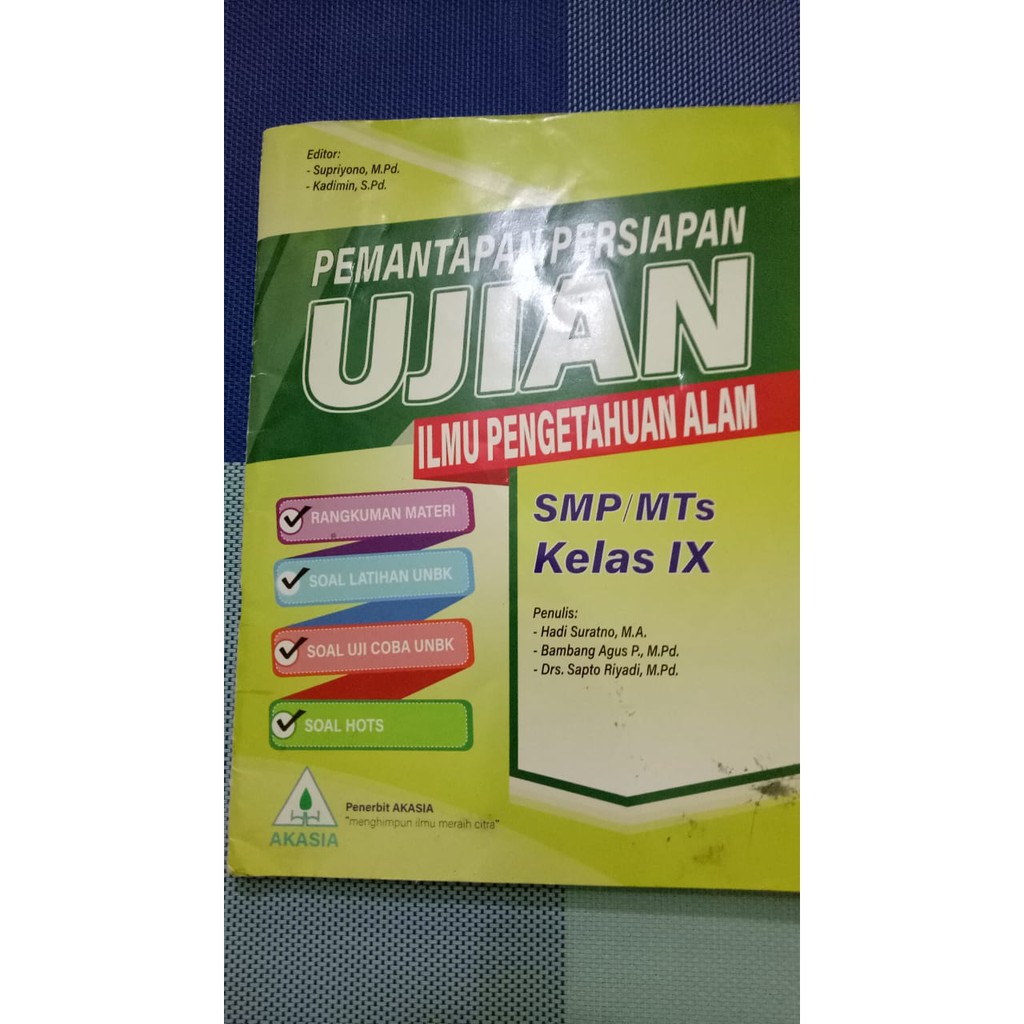 Editor:
- Supriyono, M.Pd.
- Kadimin, S.Pd.
PEMANTAPAN PERSIAPAN
UJIAN
ILMU PENGETAHUAN ALAM
SMP/MTs
Kelas IX
RANGKUMAN MATERI
SOAL LATIHAN UNBK
SOAL UJI COBA UNBK
SOAL HOTS
Penulis:
- Hadi Suratno, M.A.
- Bambang Agus P., M.Pd.
- Drs. Sapto Riyadi, M.Pd.
AKASIA
Penerbit AKASIA
"menghimpun ilmu meraih citra"